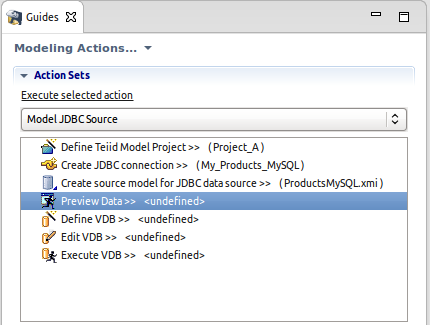 Guides
Modeling Actions...
Action Sets
Execute selected action
Model JDBC Source
Define Teiid Model Project >> (Project_A)
Create JDBC connection >> (My_Products_MySQL)
Create source model for JDBC data source >> (ProductsMySQL.xmi)
Preview Data >> <undefined>
Define VDB >> <undefined>
Edit VDB >> <undefined>
Execute VDB >> <undefined>